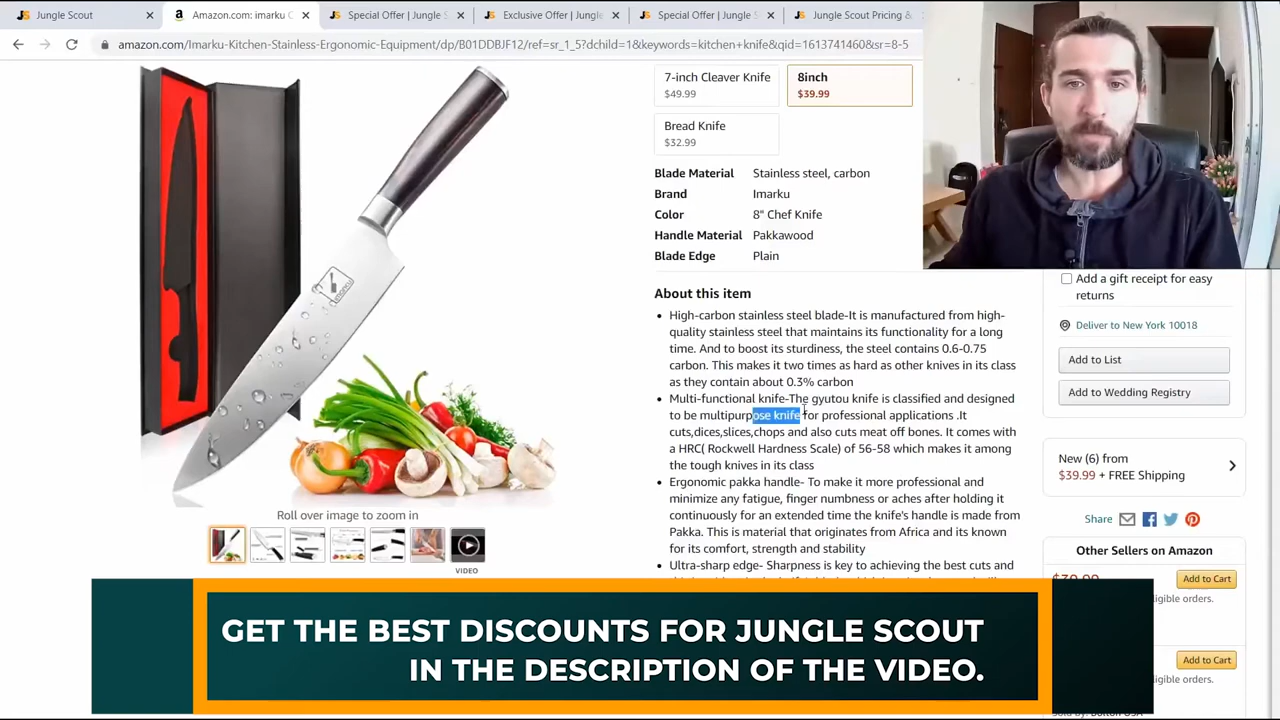 Jungle Scout
Amazon.com: imarku C
Special Offer | Jungle S
Exclusive Offer | Jungle
Special Offer | Jungle S
Jungle Scout Pricing &
amazon.com/Imarku-Kitchen-Stainless-Ergonomic-Equipment/dp/B01DDBJF12/ref=sr_1_5?dchild=1&keywords=kitchen+knife&qid=1613741460&sr=8-5
7-inch Cleaver Knife
$49.99
8inch
$39.99
Bread Knife
$32.99
Blade Material Stainless steel, carbon
Brand Imarku
Color 8" Chef Knife
Handle Material Pakkawood
Blade Edge Plain
About this item
High-carbon stainless steel blade-It is manufactured from high-
quality stainless steel that maintains its functionality for a long
time. And to boost its sturdiness, the steel contains 0.6-0.75
carbon. This makes it two times as hard as other knives in its class
as they contain about 0.3% carbon
Multi-functional knife-The gyutou knife is classified and designed
to be multipurpose knife for professional applications .It
cuts,dices,slices,chops and also cuts meat off bones. It comes with
a HRC( Rockwell Hardness Scale) of 56-58 which makes it among
the tough knives in its class
Ergonomic pakka handle- To make it more professional and
minimize any fatigue, finger numbness or aches after holding it
continuously for an extended time the knife's handle is made from
Pakka. This is material that originates from Africa and its known
for its comfort, strength and stability
Ultra-sharp edge- Sharpness is key to achieving the best cuts and
imarku
Roll over image to zoom in
VIDEO
Add a gift receipt for easy
returns
Deliver to New York 10018
Add to List
Add to Wedding Registry
New (6) from
$39.99 + FREE Shipping
Share
Other Sellers on Amazon
Add to Cart
eligible orders.
Add to Cart
eligible orders.
GET THE BEST DISCOUNTS FOR JUNGLE SCOUT
IN THE DESCRIPTION OF THE VIDEO.